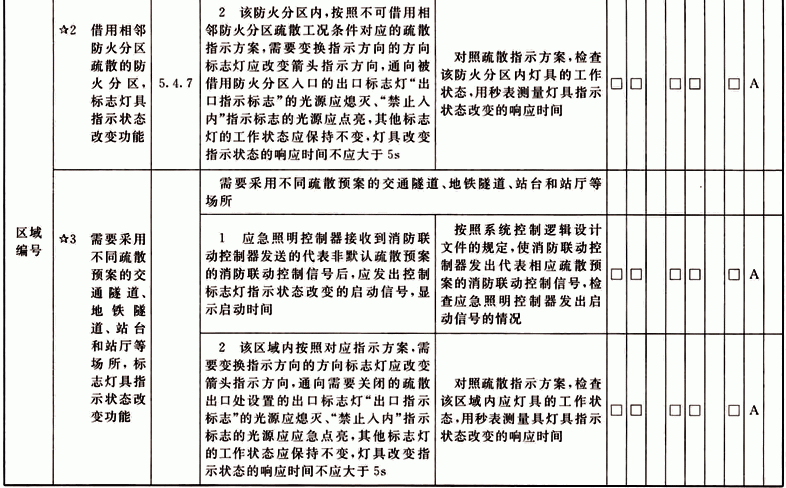 区域
编号
☆2 借用相邻
防火分区
疏散的防
火分区,
标志灯具
指示状态
改变功能
5.4.7
2 该防火分区内,按照不可借用相
邻防火分区疏散工况条件对应的疏散
指示方案,需要变换指示方向的方向
标志灯应改变箭头指示方向,通向被
借用防火分区入口的出口标志灯“出
口指示标志”的光源应熄灭、“禁止入
内”指示标志的光源应点亮,其他标志
灯的工作状态应保持不变,灯具改变
指示状态的响应时间不应大于5s
对照疏散指示方案,检查
该防火分区内灯具的工作
状态,用秒表测量灯具指示
状态改变的响应时间
□ □ □ □ □ A
☆3 需要采用
不同疏散
预案的交
通隧道、
地铁隧
道、站台
和站厅等
场所,标
志灯具指
示状态改
变功能
需要采用不同疏散预案的交通隧道、地铁隧道、站台和站厅等
场所
1 应急照明控制器接收到消防联
动控制器发送的代表非默认疏散预案
的消防联动控制信号后,应发出控制
标志灯指示状态改变的启动信号,显
示启动时间
按照系统控制逻辑设计
文件的规定,使消防联动控
制器发出代表相应疏散预案
的消防联动控制信号,检
查应急照明控制器发出启
动信号的情况
□ □ □ □ □ A
2 该区域内按照对应指示方案,需
要变换指示方向的方向标志灯应改变
箭头指示方向,通向需要关闭的疏散
出口处设置的出口标志灯“出口指示
标志”的光源应熄灭、“禁止入内”指示
标志的光源应应急点亮,其他标志灯
的工作状态应保持不变,灯具改变指
示状态的响应时间不应大于5s
对照疏散指示方案,检查
该区域内应灯具的工作状
态,用秒表测量具灯具指示
状态改变的响应时间
□ □ □ □ □ A